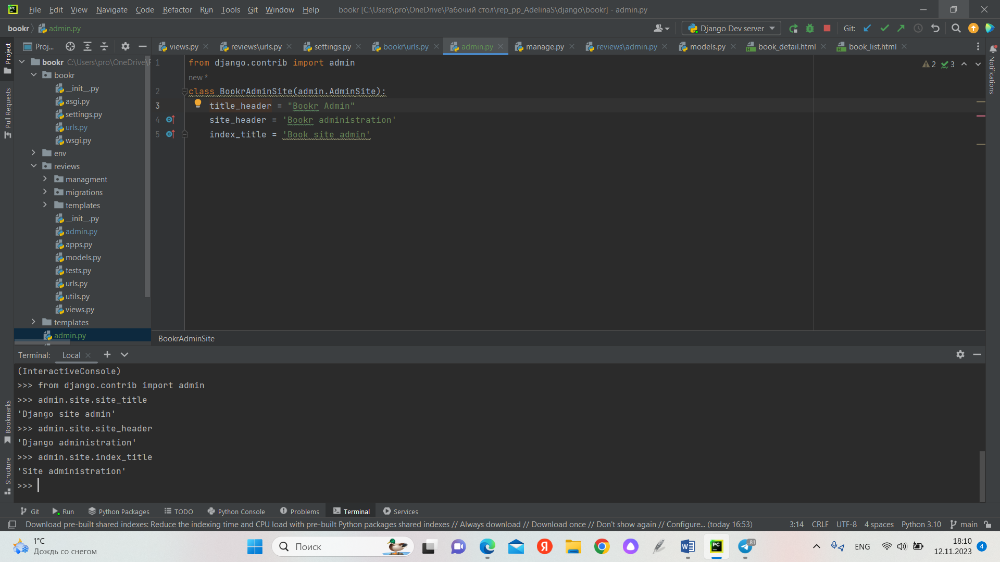 File Edit View Navigate Code Refactor Run Tools Git Window Help bookr [C:\Users\pro\OneDrive\Рабочий стол\rep_pp_AdelinaS\django\bookr] - admin.py
bookr admin.py Django Dev server Git:
Proj... views.py reviews\urls.py settings.py bookr\urls.py admin.py manage.py reviews\admin.py models.py book_detail.html book_list.html
Project
Pull Requests
Bookmarks
Structure
Notifications
bookr C:\Users\pro\OneDrive\
bookr
__init__.py
asgi.py
settings.py
urls.py
wsgi.py
env
reviews
managment
migrations
templates
__init__.py
admin.py
apps.py
models.py
tests.py
urls.py
utils.py
views.py
templates
admin.py
2 3
1 from django.contrib import admin
new *
2 class BookrAdminSite(admin.AdminSite):
3 title_header = "Bookr Admin"
4 site_header = 'Bookr administration'
5 index_title = 'Book site admin'
BookrAdminSite
Terminal: Local
(InteractiveConsole)
>>> from django.contrib import admin
>>> admin.site.site_title
'Django site admin'
>>> admin.site.site_header
'Django administration'
>>> admin.site.index_title
'Site administration'
>>>
Git Run Python Packages TODO Python Console Problems Terminal Services
Download pre-built shared indexes: Reduce the indexing time and CPU load with pre-built Python packages shared indexes // Always download // Download once // Don't show again // Configure... (today 16:53) 3:14 CRLF UTF-8 4 spaces Python 3.10 main
1°C
Дождь со снегом
Поиск
PC
81
ENG
18:10
12.11.2023
4